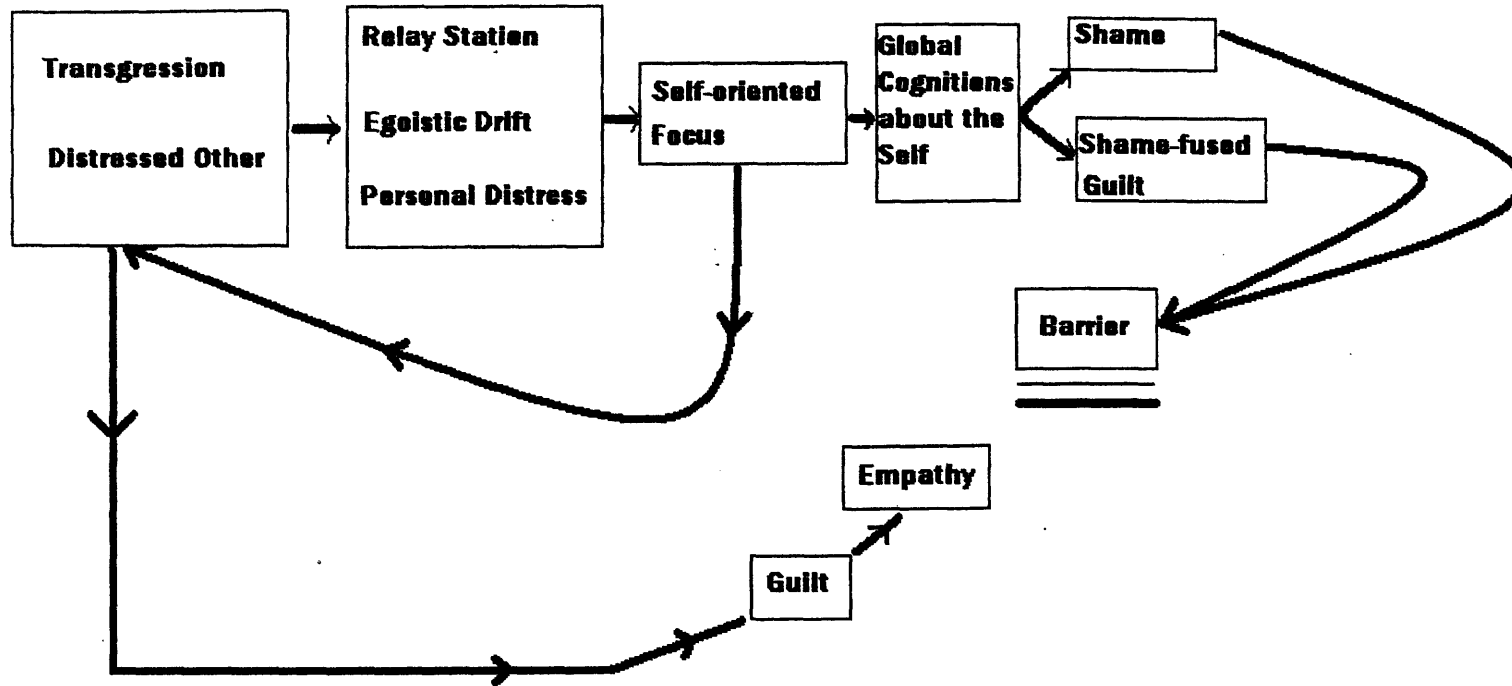 Transgression
Distressed Other
Relay Station
Egoistic Drift
Personal Distress
Self-oriented
Focus
Global
Cognitions
about the
Self
Shame
Shame-fused
Guilt
Barrier
Empathy
Guilt